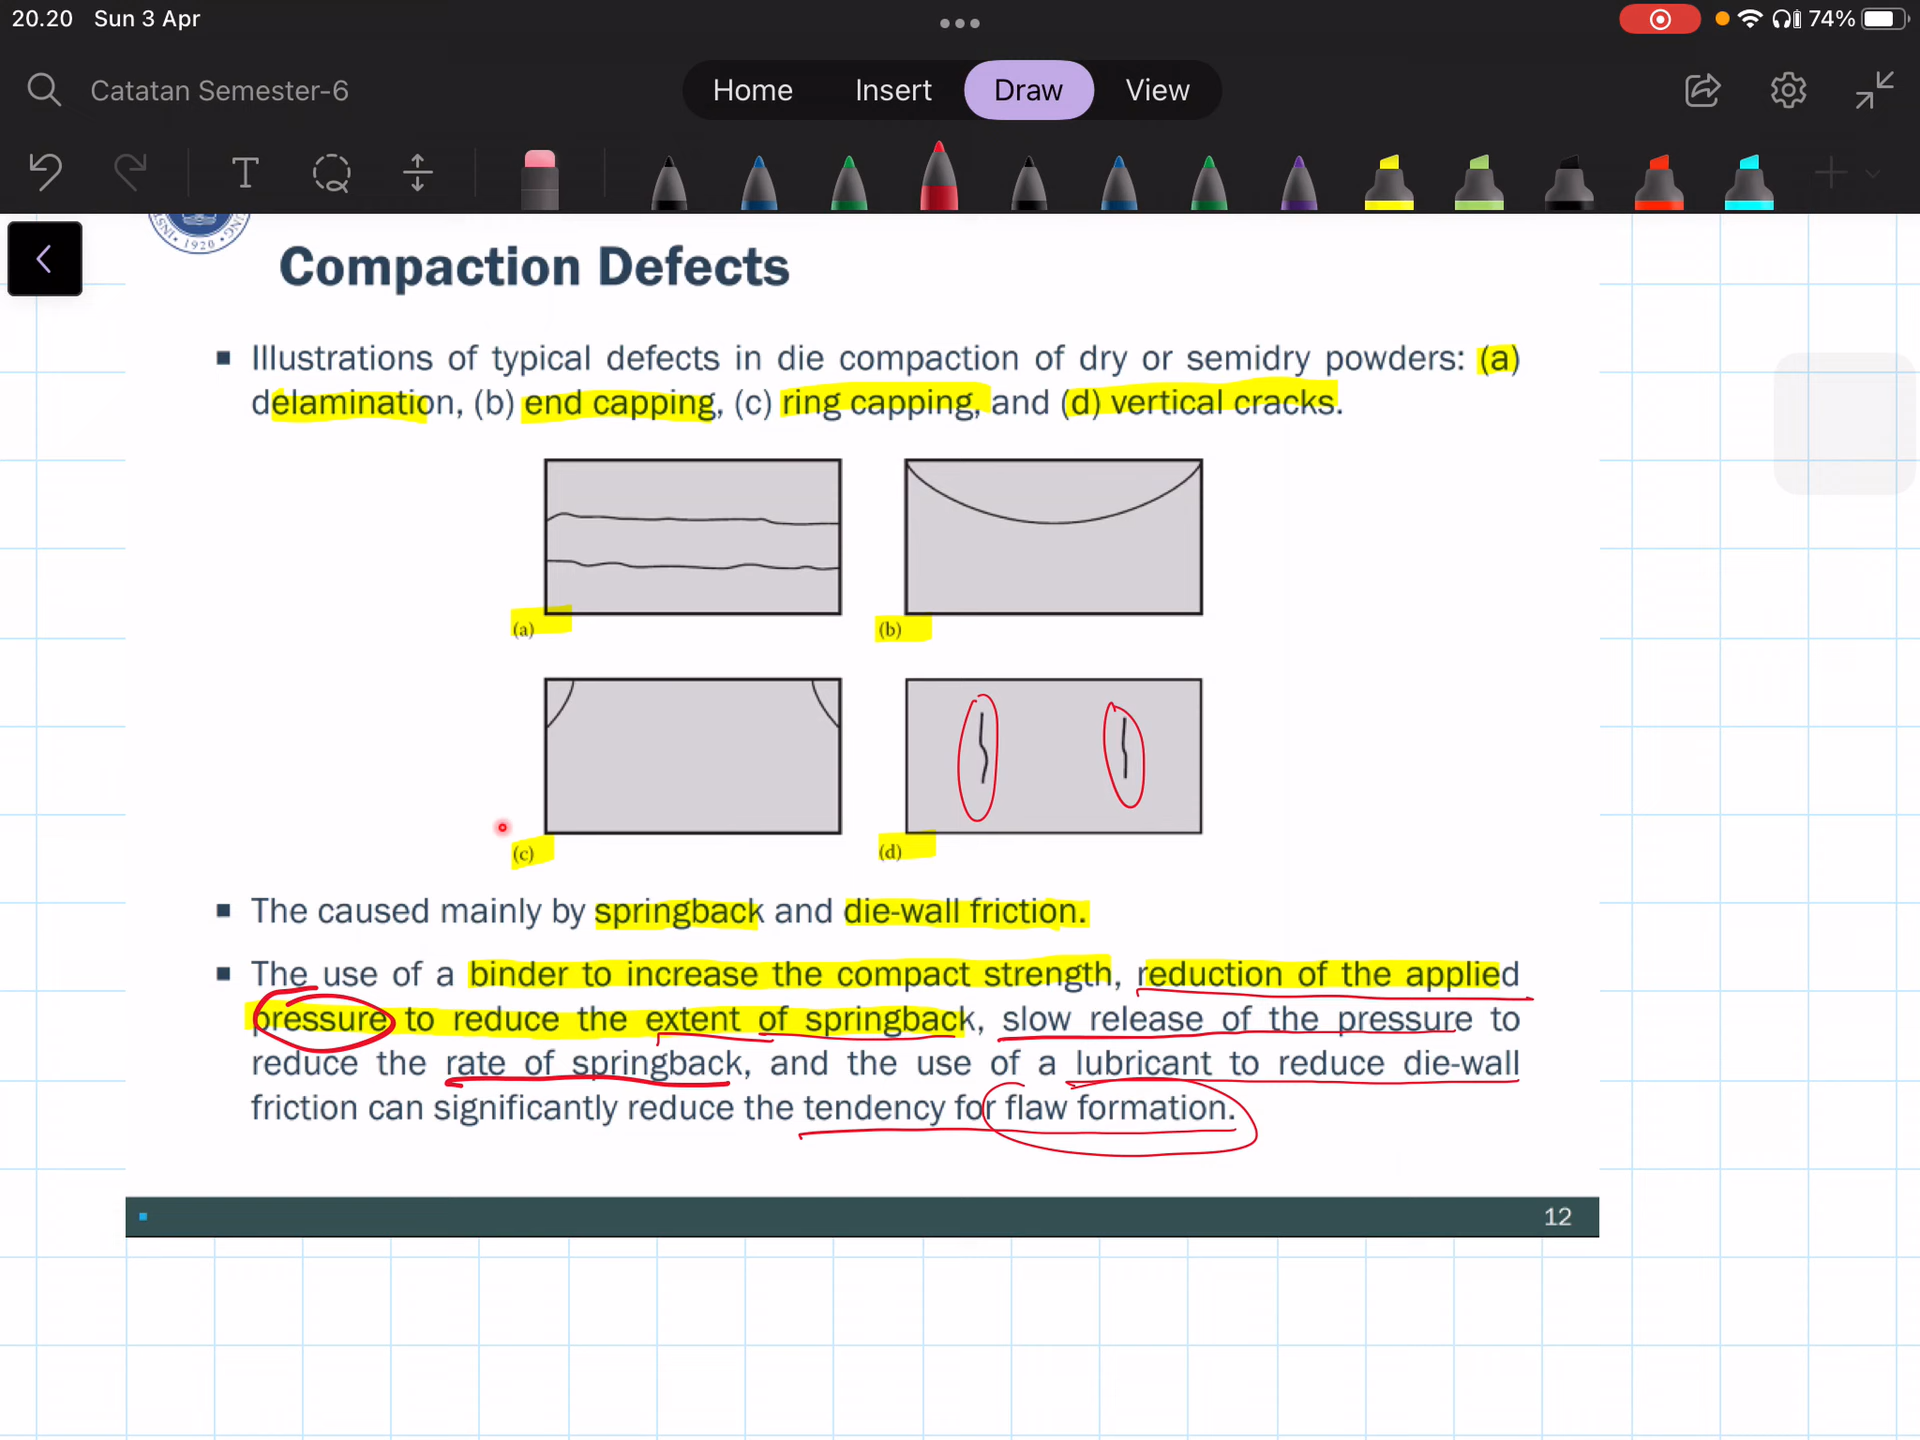 20.20 Sun 3 Apr
74%
Catatan Semester-6
Home Insert Draw View
T
1920
Compaction Defects
Illustrations of typical defects in die compaction of dry or semidry powders: (a)
delamination, (b) end capping, (c) ring capping, and (d) vertical cracks.
(a)
(b)
(c)
(d)
The caused mainly by springback and die-wall friction.
The use of a binder to increase the compact strength, reduction of the applied
pressure to reduce the extent of springback, slow release of the pressure to
reduce the rate of springback, and the use of a lubricant to reduce die-wall
friction can significantly reduce the tendency for flaw formation.
12